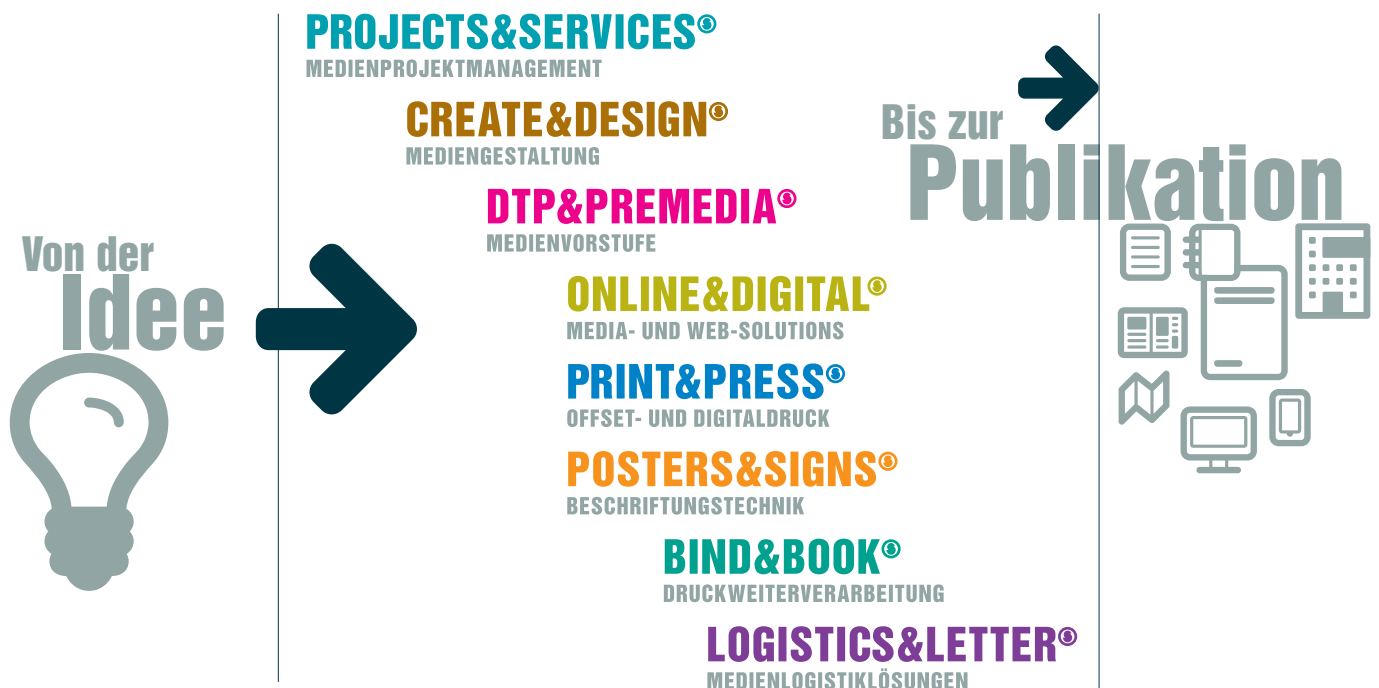 Von der
Idee
PROJECTS&SERVICES
MEDIENPROJEKTMANAGEMENT
CREATE&DESIGN
MEDIENGESTALTUNG
DTP&PREMEDIA
MEDIENVORSTUFE
ONLINE&DIGITAL
MEDIA- UND WEB-SOLUTIONS
PRINT&PRESS
OFFSET- UND DIGITALDRUCK
POSTERS&SIGNS
BESCHRIFTUNGSTECHNIK
BIND&BOOK
DRUCKWEITERVERARBEITUNG
LOGISTICS&LETTER
MEDIENLOGISTIKLÖSUNGEN
Bis zur
Publikation